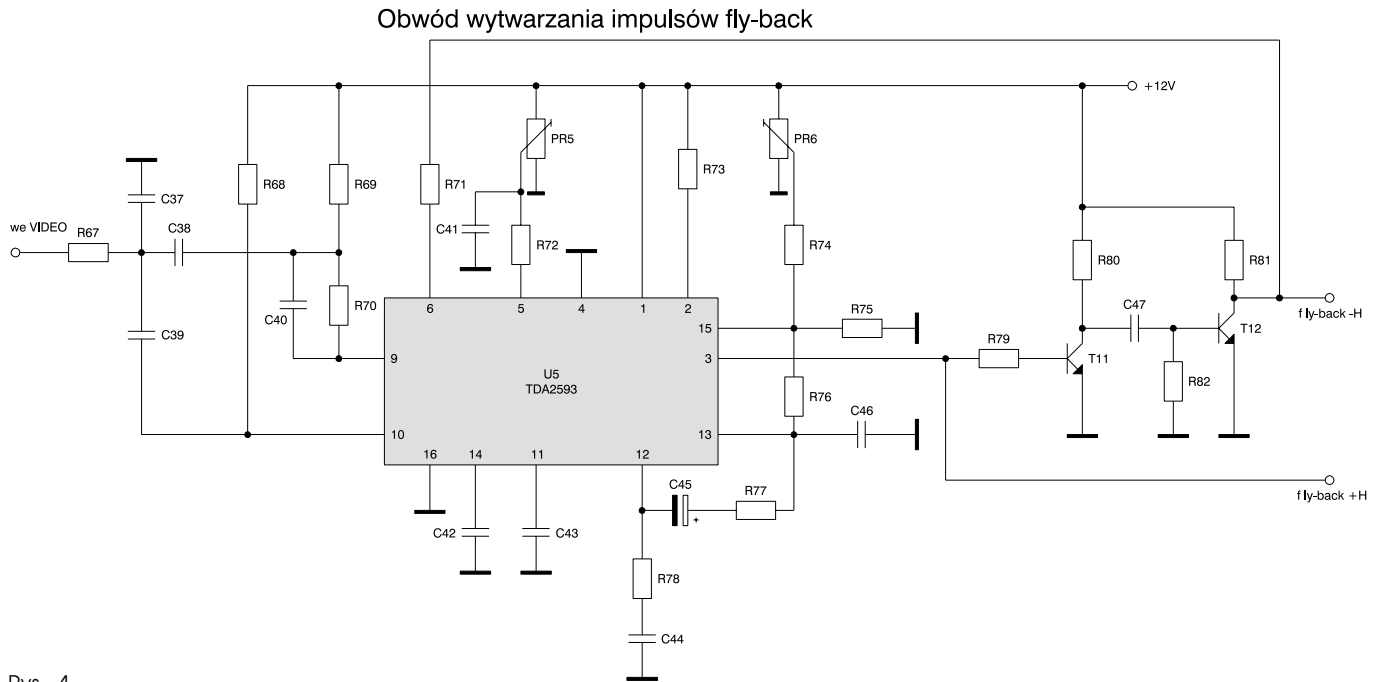 Obwód wytwarzania impulsów fly-back
+12V
PR5
PR6
R68
R69
R71
R73
C37
we VIDEO
R67
C38
C41
R72
R74
R80
R81
C40
R70
C39
6
5
4
1
2
15
R75
C47
T12
fly-back -H
9
3
R79
T11
U5
TDA2593
R76
R82
C46
10
13
16
14
11
12
C45
+
R77
fly-back +H
C42
C43
R78
C44
Rys. 4